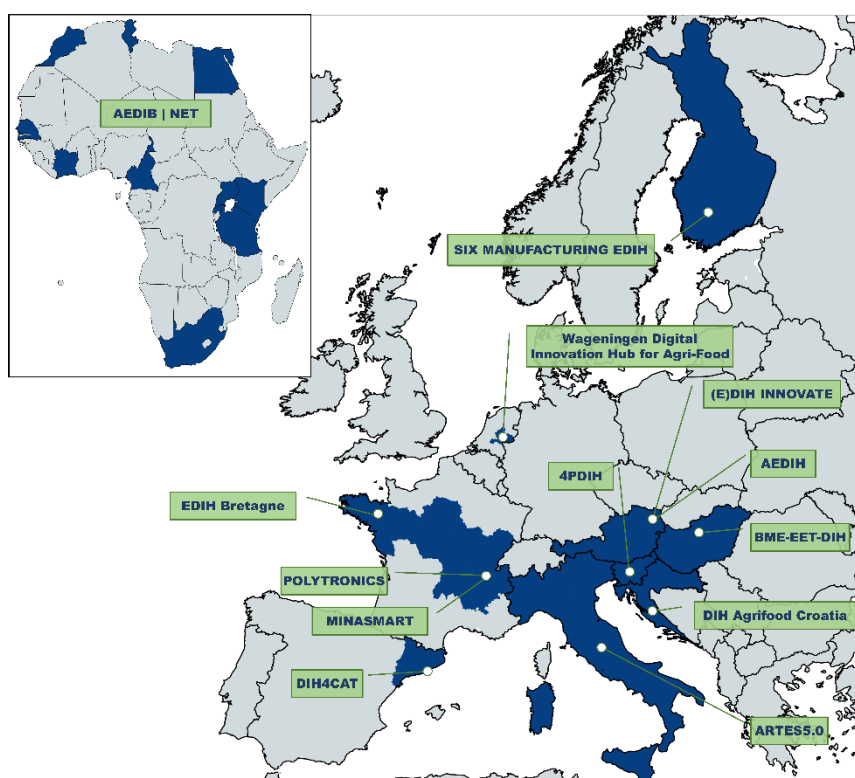 AEDIB | NET
SIX MANUFACTURING EDIH
Wageningen Digital
Innovation Hub for Agri-Food
(E)DIH INNOVATE
AEDIH
4PDIH
EDIH Bretagne
BME-EET-DIH
POLYTRONICS
MINASMART
DIH Agrifood Croatia
DIH4CAT
ARTES5.0